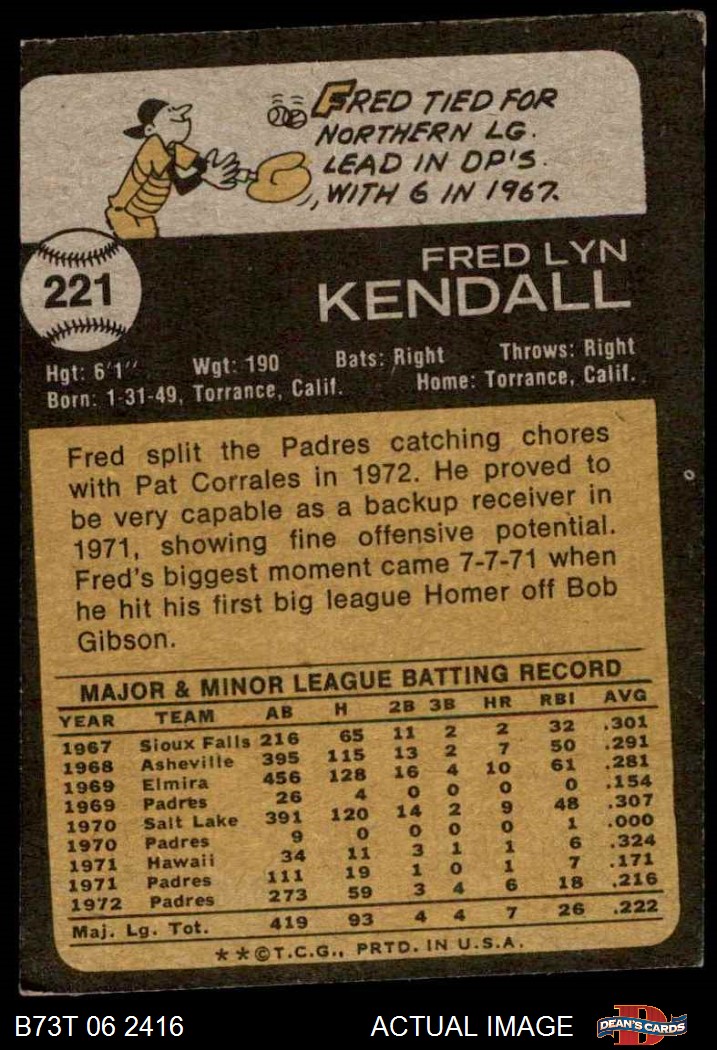 FRED TIED FOR
NORTHERN LG.
LEAD IN DP'S
WITH 6 IN 1967.
221
FRED LYN
KENDALL
Hgt: 6'1" Wgt: 190 Bats: Right Throws: Right
Born: 1-31-49, Torrance, Calif. Home: Torrance, Calif.
Fred split the Padres catching chores
with Pat Corrales in 1972. He proved to
be very capable as a backup receiver in
1971, showing fine offensive potential.
Fred's biggest moment came 7-7-71 when
he hit his first big league Homer off Bob
Gibson.
MAJOR & MINOR LEAGUE BATTING RECORD
YEAR TEAM AB H 2B 3B HR RBI AVG
1967 Sioux Falls 216 65 11 2 2 32 .301
1968 Asheville 395 115 13 2 7 50 .291
1969 Elmira 456 128 16 4 10 61 .281
1969 Padres 26 4 0 0 0 0 .154
1970 Salt Lake 391 120 14 2 9 48 .307
1970 Padres 9 0 0 0 0 1 .000
1971 Hawaii 34 11 3 1 1 6 .324
1971 Padres 111 19 1 0 1 7 .171
1972 Padres 273 59 3 4 6 18 .216
Maj. Lg. Tot. 419 93 4 4 7 26 .222
**©T.C.G., PRTD. IN U.S.A.
B73T 06 2416 ACTUAL IMAGE DEAN'S CARDS